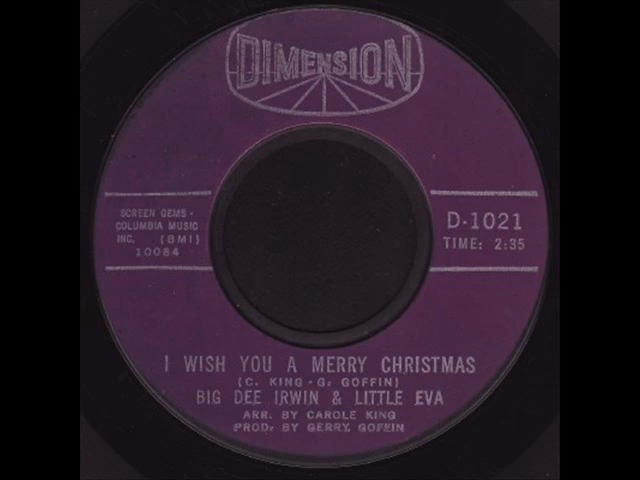 DIMENSION
SCREEN GEMS -
COLUMBIA MUSIC
INC. (BMI)
10084
D-1021
TIME: 2:35
I WISH YOU A MERRY CHRISTMAS
(C. KING - G. GOFFIN)
BIG DEE IRWIN & LITTLE EVA
ARR. BY CAROLE KING
PROD. BY GERRY GOFFIN